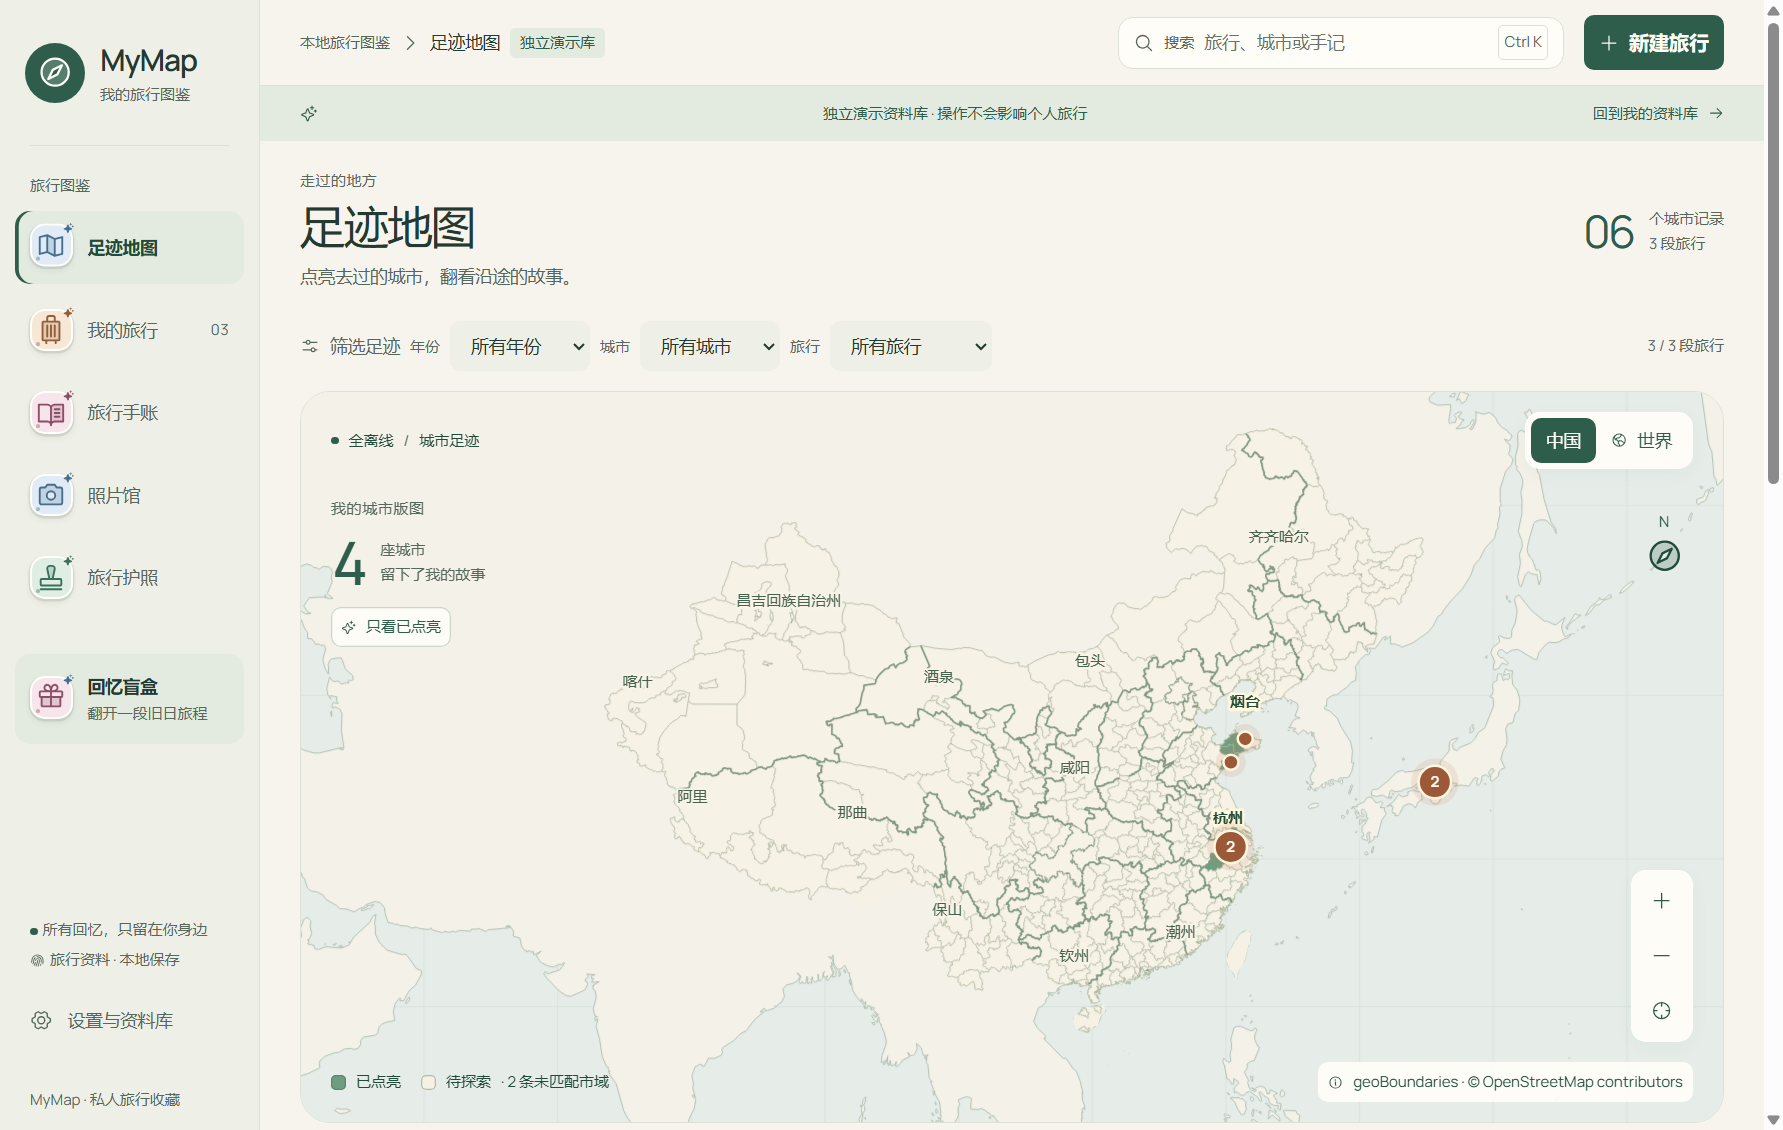 MyMap
我的旅行图鉴
旅行图鉴
足迹地图
我的旅行 03
旅行手账
照片馆
旅行护照
回忆盲盒
翻开一段旧日旅程
所有回忆，只留在你身边
旅行资料 · 本地保存
设置与资料库
MyMap · 私人旅行收藏
本地旅行图鉴 > 足迹地图 独立演示库
搜索 旅行、城市或手记 Ctrl K
+ 新建旅行
独立演示资料库 · 操作不会影响个人旅行
回到我的资料库 →
走过的地方
足迹地图
点亮去过的城市，翻看沿途的故事。
06 个城市记录
3 段旅行
筛选足迹 年份 所有年份 城市 所有城市 旅行 所有旅行
3 / 3 段旅行
全离线 / 城市足迹
中国 世界
我的城市版图
4 座城市
留下了我的故事
只看已点亮
N
齐齐哈尔
昌吉回族自治州
包头
酒泉
喀什
烟台
咸阳
2
阿里
那曲
杭州
2
保山
潮州
钦州
已点亮 待探索 · 2 条未匹配市域
geoBoundaries · © OpenStreetMap contributors